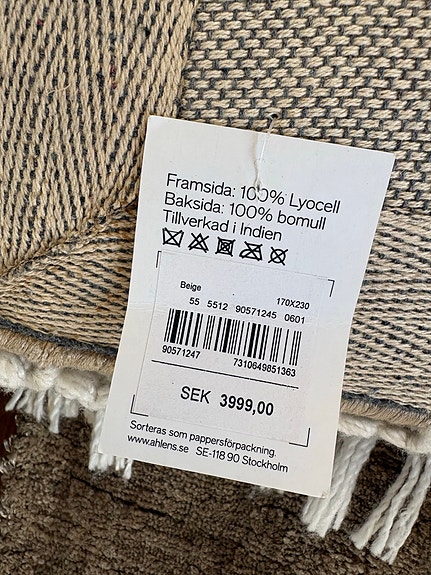 Framsida: 100% Lyocell
Baksida: 100% bomull
Tillverkad i Indien
Beige 170X230
55 5512 90571245 0601
90571247 7310649851363
SEK 3999,00
Sorteras som pappersförpackning.
www.ahlens.se SE-118 90 Stockholm